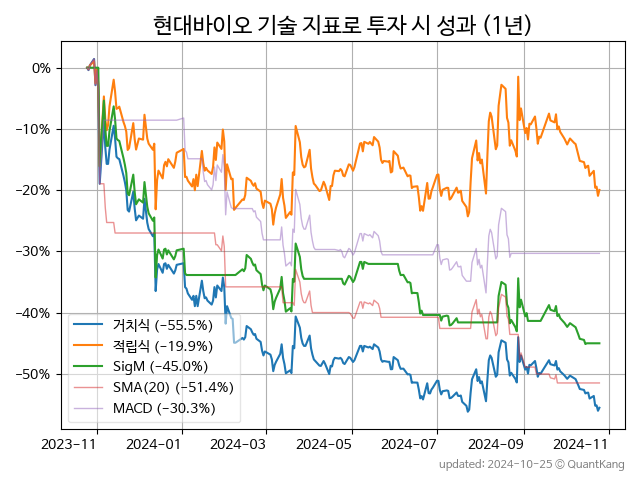 현대바이오 기술 지표로 투자 시 성과 (1년)
0%
−10%
−20%
−30%
−40%
−50%
거치식 (−55.5%)
적립식 (−19.9%)
SigM (−45.0%)
SMA(20) (−51.4%)
MACD (−30.3%)
2023−11 2024−01 2024−03 2024−05 2024−07 2024−09 2024−11
updated: 2024-10-25 © QuantKang